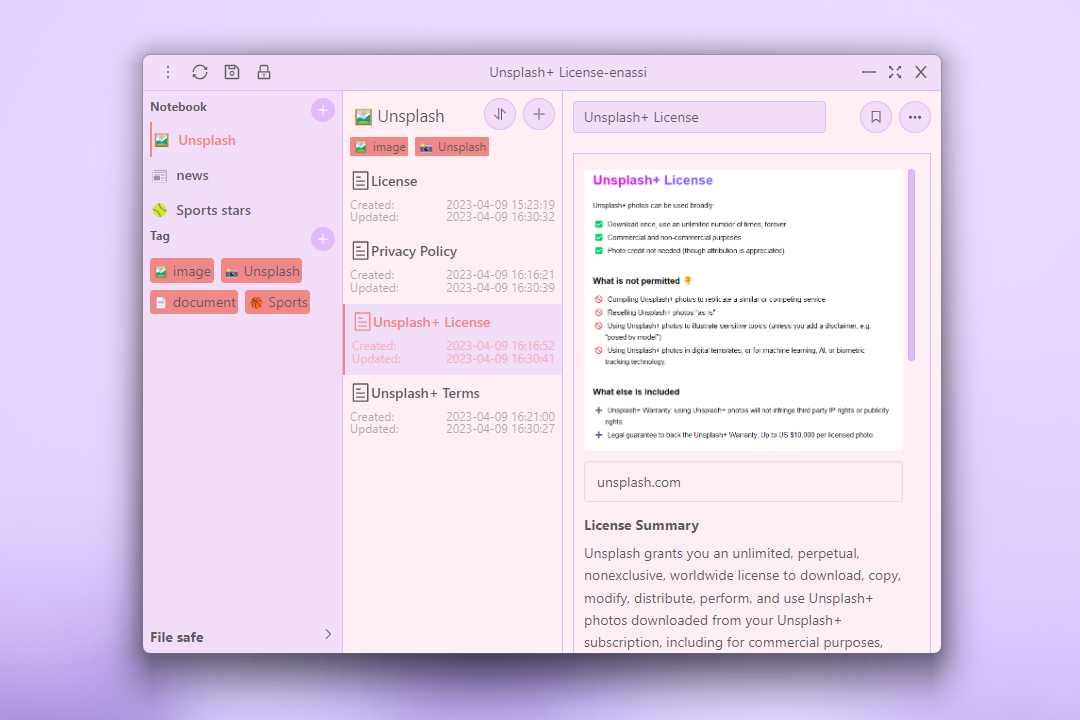 Unsplash+ License-enassi
Notebook
Unsplash
news
Sports stars
Tag
image
Unsplash
document
Sports
File safe
Unsplash
image
Unsplash
License
Created: 2023-04-09 15:23:19
Updated: 2023-04-09 16:30:32
Privacy Policy
Created: 2023-04-09 16:16:21
Updated: 2023-04-09 16:30:39
Unsplash+ License
Created: 2023-04-09 16:16:52
Updated: 2023-04-09 16:30:41
Unsplash+ Terms
Created: 2023-04-09 16:21:00
Updated: 2023-04-09 16:30:27
Unsplash+ License
Unsplash+ License
Unsplash+ photos can be used broadly:
Download once, use an unlimited number of times, forever
Commercial and non-commercial purposes
Photo credit not needed (though attribution is appreciated)
What is not permitted 👎
Compiling Unsplash+ photos to replicate a similar or competing service
Reselling Unsplash+ photos "as is"
Using Unsplash+ photos to illustrate sensitive topics (unless you add a disclaimer, e.g.
"posed by model")
Using Unsplash+ photos in digital templates, or for machine learning, AI, or biometric
tracking technology.
What else is included
Unsplash+ Warranty: using Unsplash+ photos will not infringe third party IP rights or publicity
rights.
Legal guarantee to back the Unsplash+ Warranty: Up to US $10,000 per licensed photo.
unsplash.com
License Summary
Unsplash grants you an unlimited, perpetual,
nonexclusive, worldwide license to download, copy,
modify, distribute, perform, and use Unsplash+
photos downloaded from your Unsplash+
subscription, including for commercial purposes,